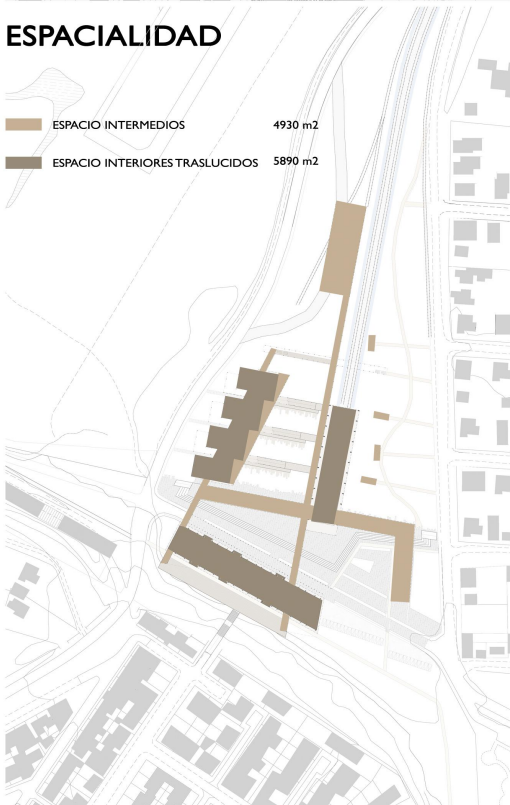 ESPACIALIDAD
ESPACIO INTERMEDIOS 4930 m2
ESPACIO INTERIORES TRASLUCIDOS 5890 m2